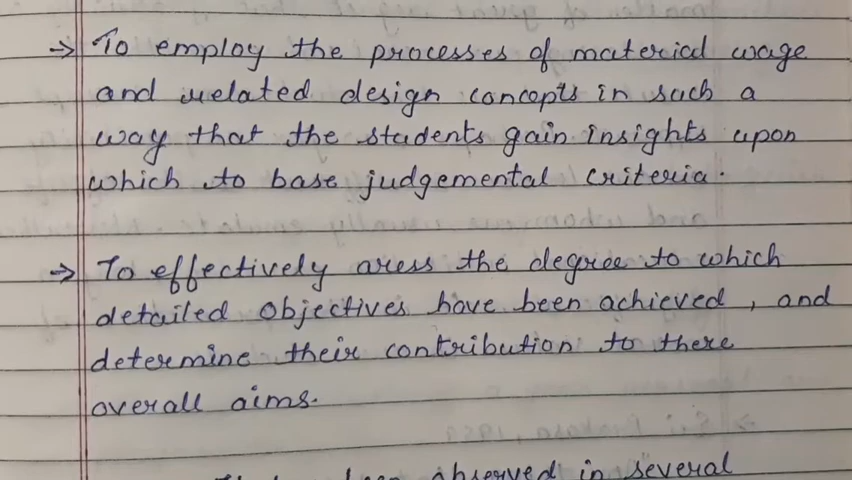 → To employ the processes of material wage
and related design concepts in such a
way that the students gain insights upon
which to base judgemental criteria.
→ To effectively aress the degree to which
detailed objectives have been achieved, and
determine their contribution to there
overall aims.
been observed in several